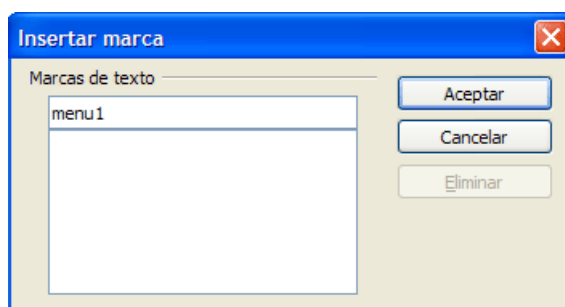 Insertar marca
Marcas de texto
menu1
Aceptar
Cancelar
Eliminar